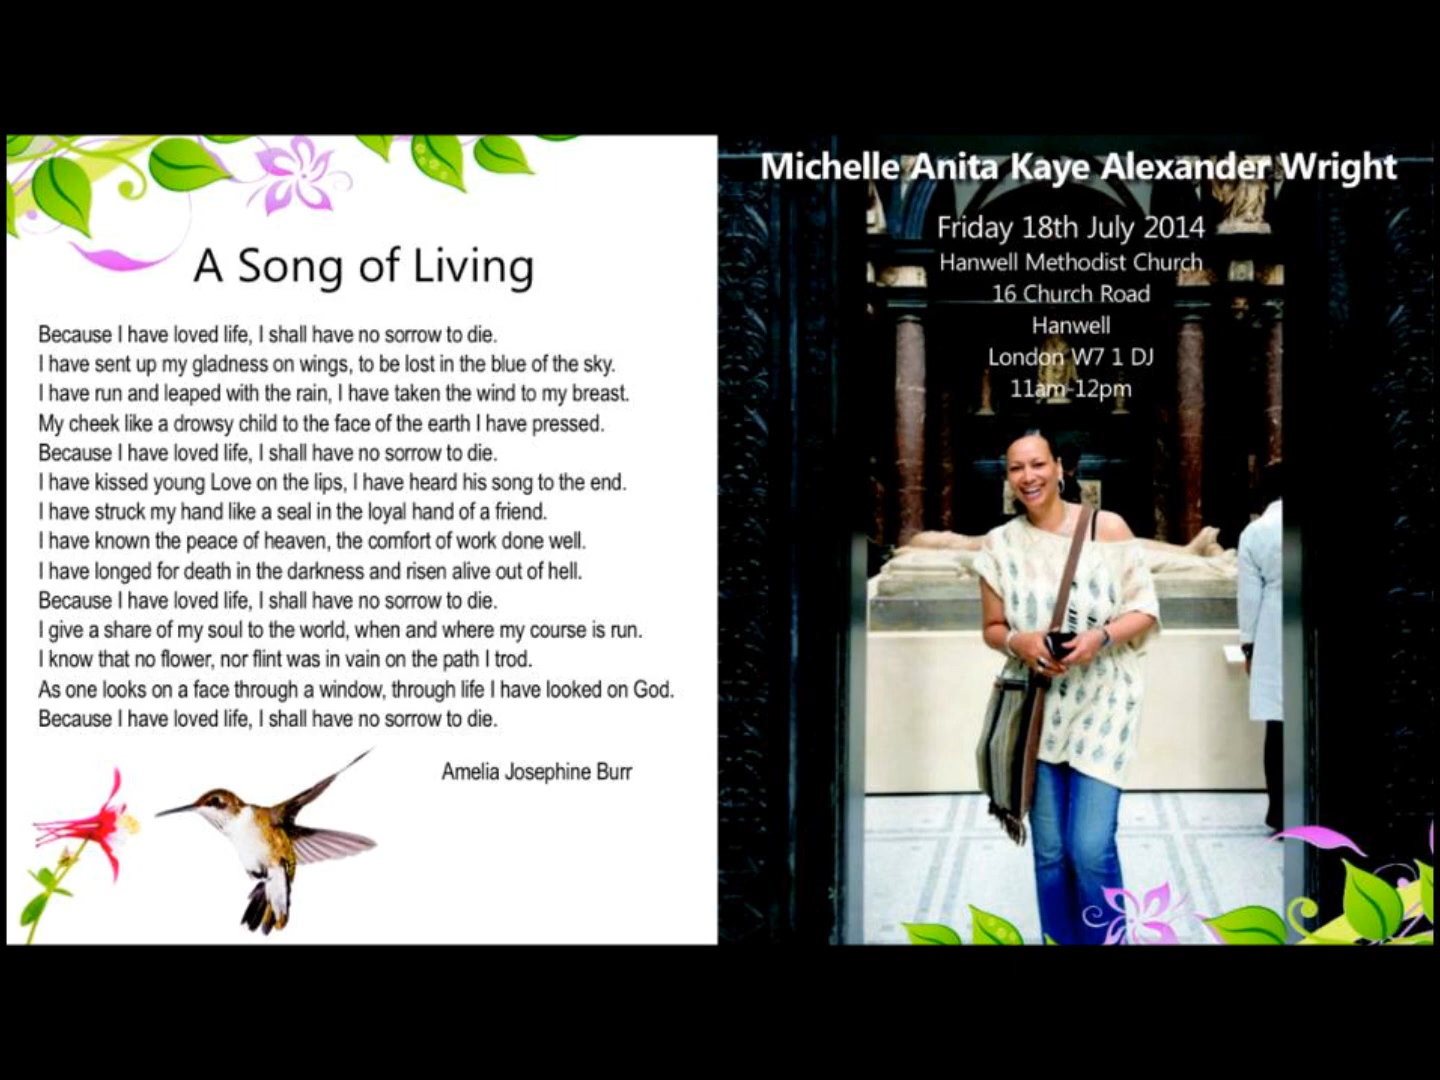 A Song of Living
Because I have loved life, I shall have no sorrow to die.
I have sent up my gladness on wings, to be lost in the blue of the sky.
I have run and leaped with the rain, I have taken the wind to my breast.
My cheek like a drowsy child to the face of the earth I have pressed.
Because I have loved life, I shall have no sorrow to die.
I have kissed young Love on the lips, I have heard his song to the end.
I have struck my hand like a seal in the loyal hand of a friend.
I have known the peace of heaven, the comfort of work done well.
I have longed for death in the darkness and risen alive out of hell.
Because I have loved life, I shall have no sorrow to die.
I give a share of my soul to the world, when and where my course is run.
I know that no flower, nor flint was in vain on the path I trod.
As one looks on a face through a window, through life I have looked on God.
Because I have loved life, I shall have no sorrow to die.
Amelia Josephine Burr
Michelle Anita Kaye Alexander Wright
Friday 18th July 2014
Hanwell Methodist Church
16 Church Road
Hanwell
London W7 1 DJ
11am-12pm